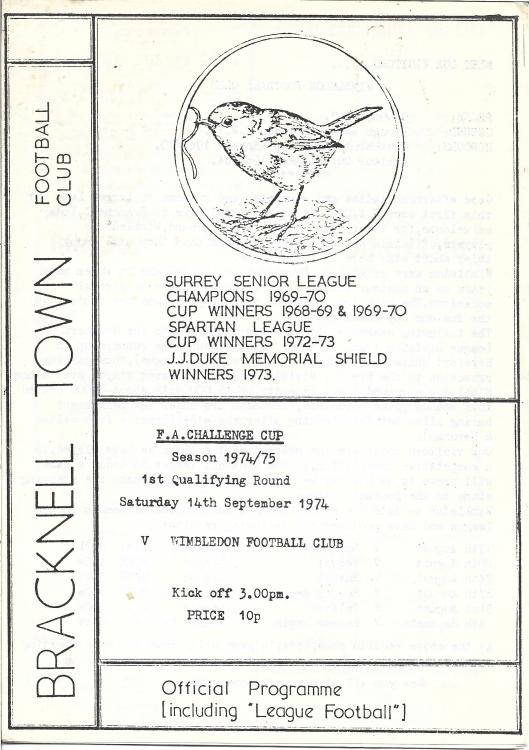 BRACKNELL TOWN
FOOTBALL
CLUB
SURREY SENIOR LEAGUE
CHAMPIONS 1969-70
CUP WINNERS 1968-69 & 1969-70
SPARTAN LEAGUE
CUP WINNERS 1972-73
J.J.DUKE MEMORIAL SHIELD
WINNERS 1973.
F.A.CHALLENGE CUP
Season 1974/75
1st Qualifying Round
Saturday 14th September 1974
V WIMBLEDON FOOTBALL CLUB
Kick off 3.00pm.
PRICE 10p
Official Programme
[including "League Football"]